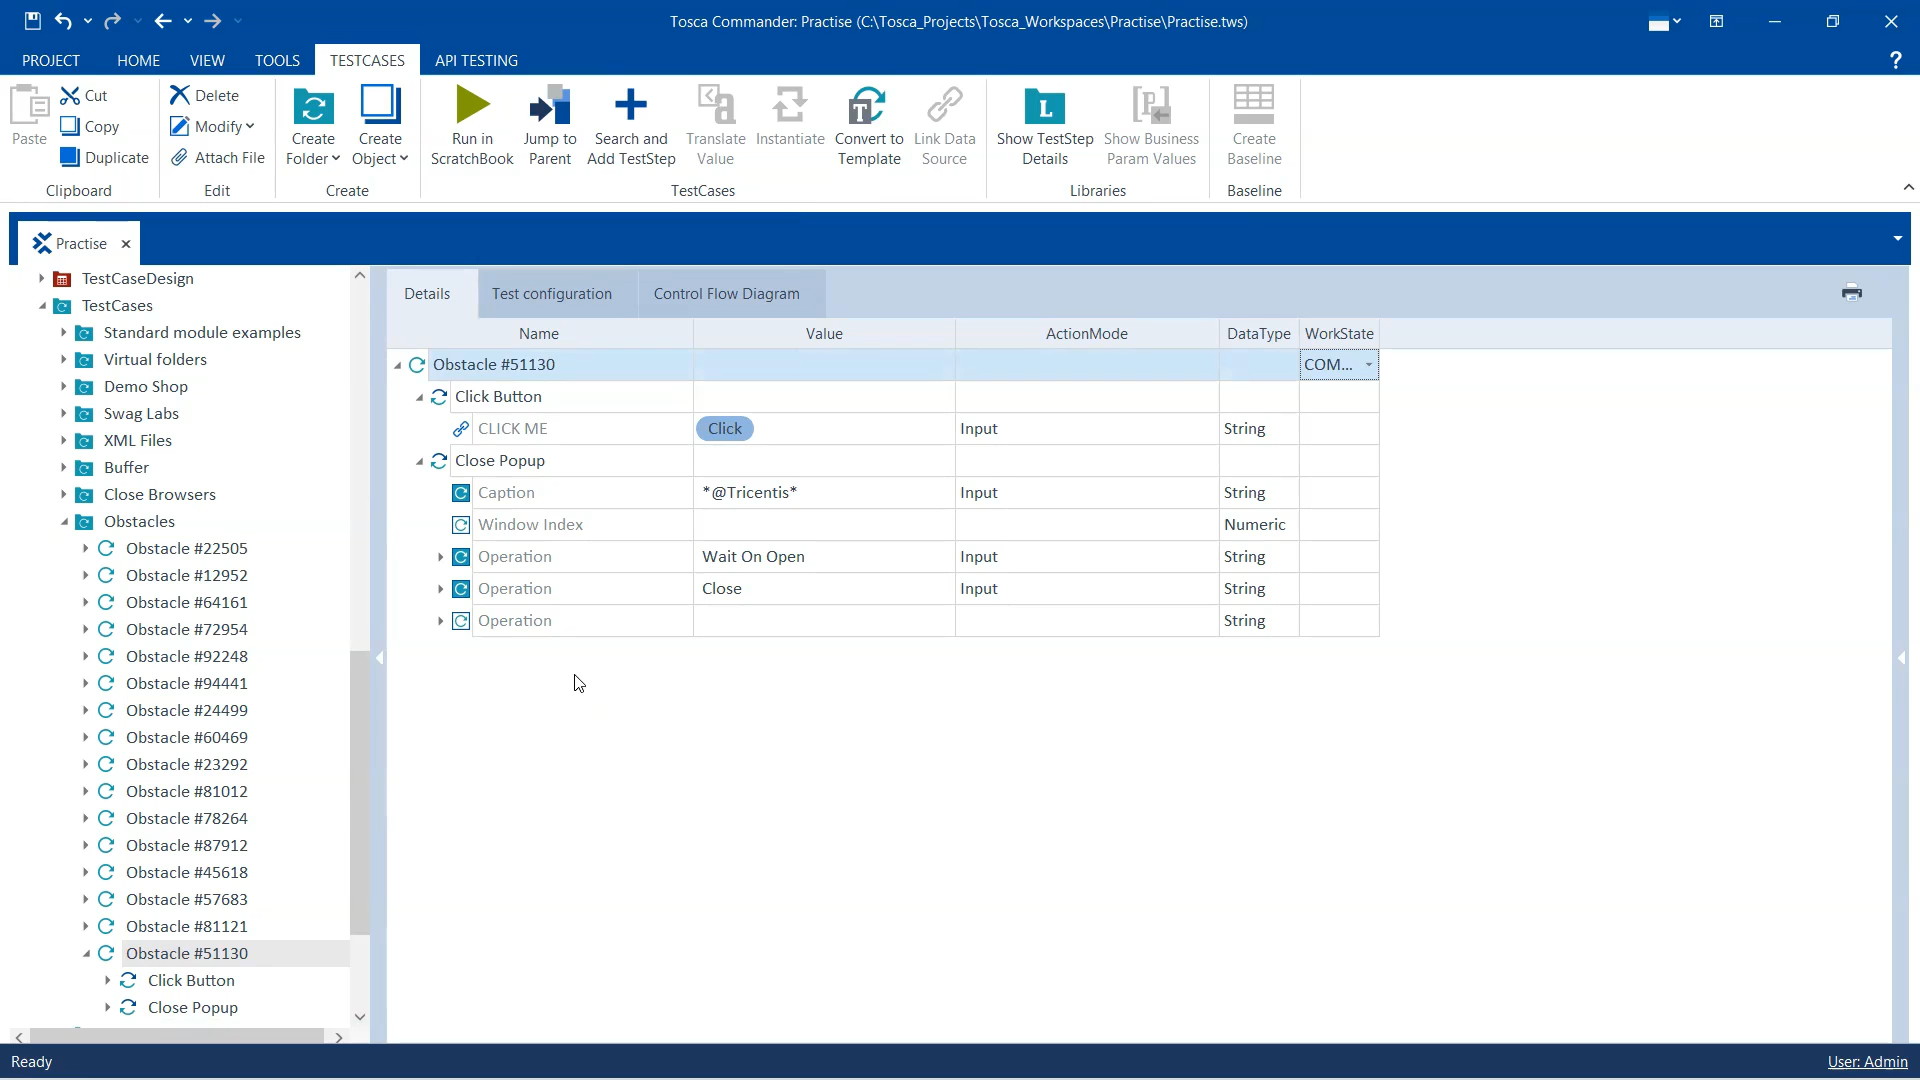 Tosca Commander: Practise (C:\Tosca_Projects\Tosca_Workspaces\Practise\Practise.tws)
PROJECT HOME VIEW TOOLS TESTCASES API TESTING ?
Paste Cut Copy Duplicate
Clipboard
Delete Modify Attach File
Edit
Create Folder Create Object
Create
Run in ScratchBook Jump to Parent Search and Add TestStep Translate Value Instantiate Convert to Template Link Data Source
TestCases
Show TestStep Details Show Business Param Values
Libraries
Create Baseline
Baseline
Practise
TestCaseDesign
TestCases
Standard module examples
Virtual folders
Demo Shop
Swag Labs
XML Files
Buffer
Close Browsers
Obstacles
Obstacle #22505
Obstacle #12952
Obstacle #64161
Obstacle #72954
Obstacle #92248
Obstacle #94441
Obstacle #24499
Obstacle #60469
Obstacle #23292
Obstacle #81012
Obstacle #78264
Obstacle #87912
Obstacle #45618
Obstacle #57683
Obstacle #81121
Obstacle #51130
Click Button
Close Popup
Details Test configuration Control Flow Diagram
Name Value ActionMode DataType WorkState
Obstacle #51130 COM...
Click Button
CLICK ME Click Input String
Close Popup
Caption *@Tricentis* Input String
Window Index Numeric
Operation Wait On Open Input String
Operation Close Input String
Operation String
Ready User: Admin